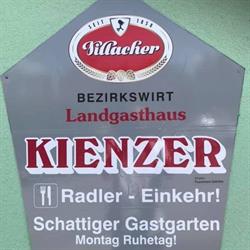 SEIT 1858
Villacher
BEZIRKSWIRT
Landgasthaus
KIENZER
Radler - Einkehr!
Schattiger Gastgarten
Montag Ruhetag!